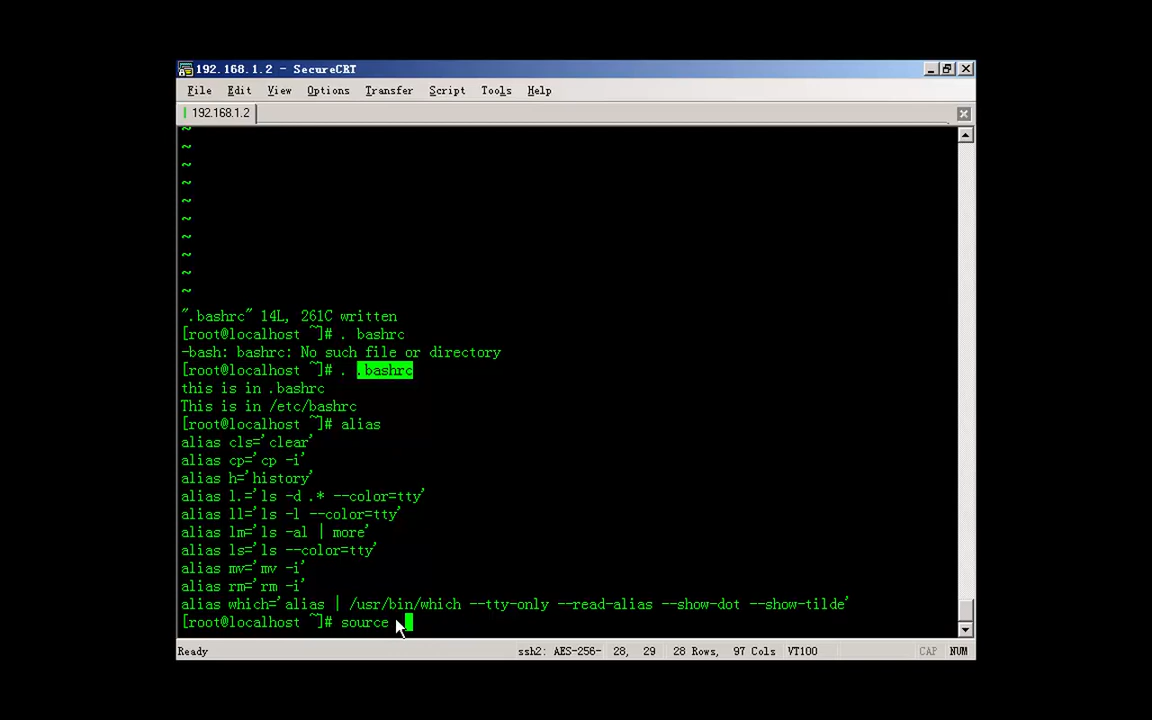 192.168.1.2 - SecureCRT
File Edit View Options Transfer Script Tools Help
192.168.1.2
~
~
~
~
~
~
~
~
~
~
".bashrc" 14L, 261C written
[root@localhost ~]# . bashrc
-bash: bashrc: No such file or directory
[root@localhost ~]# . .bashrc
this is in .bashrc
This is in /etc/bashrc
[root@localhost ~]# alias
alias cls='clear'
alias cp='cp -i'
alias h='history'
alias l.='ls -d .* --color=tty'
alias ll='ls -l --color=tty'
alias lm='ls -al | more'
alias ls='ls --color=tty'
alias mv='mv -i'
alias rm='rm -i'
alias which='alias | /usr/bin/which --tty-only --read-alias --show-dot --show-tilde'
[root@localhost ~]# source
Ready ssh2: AES-256- 28, 29 28 Rows, 97 Cols VT100 CAP NUM